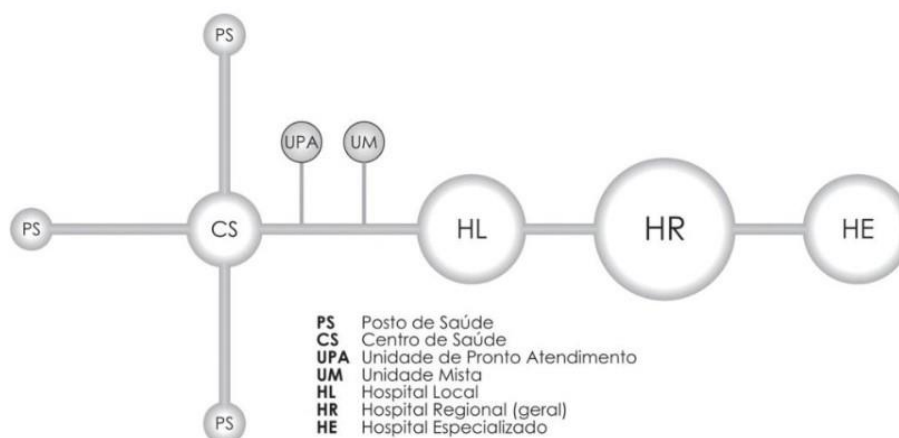 PS
UPA UM
PS CS HL HR HE
PS Posto de Saúde
CS Centro de Saúde
UPA Unidade de Pronto Atendimento
UM Unidade Mista
HL Hospital Local
HR Hospital Regional (geral)
HE Hospital Especializado
PS